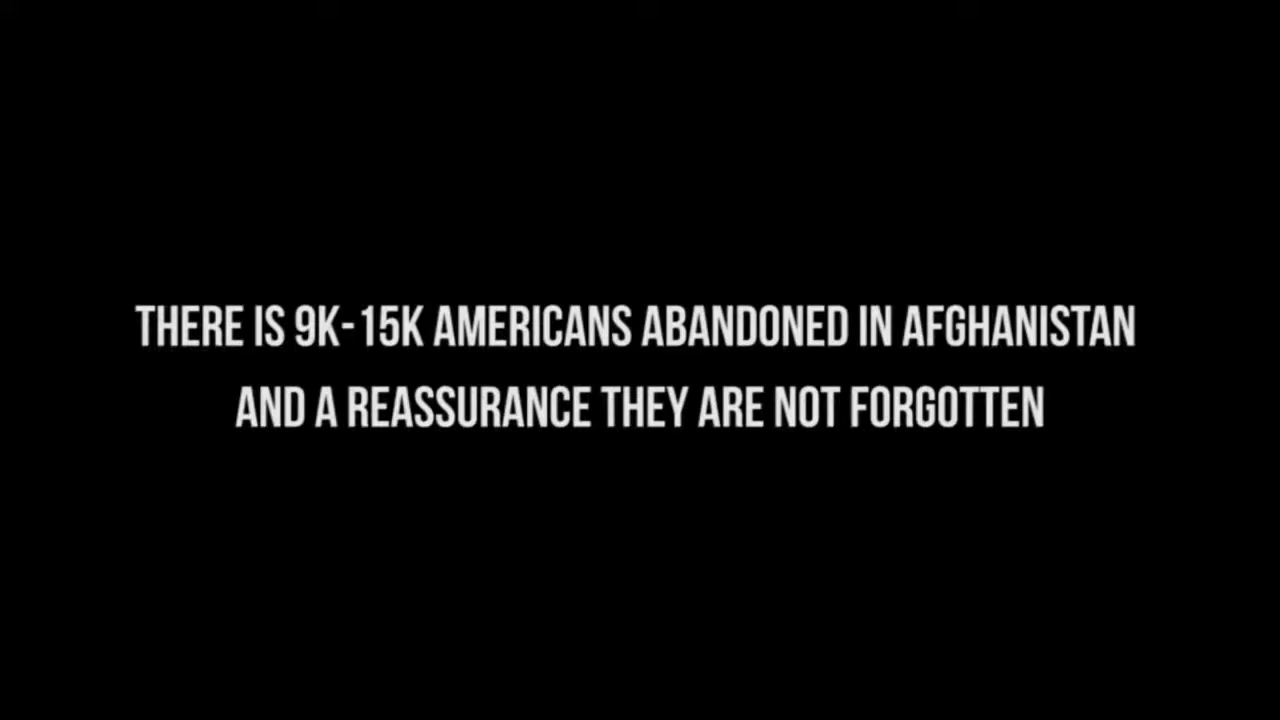 THERE IS 9K-15K AMERICANS ABANDONED IN AFGHANISTAN
AND A REASSURANCE THEY ARE NOT FORGOTTEN